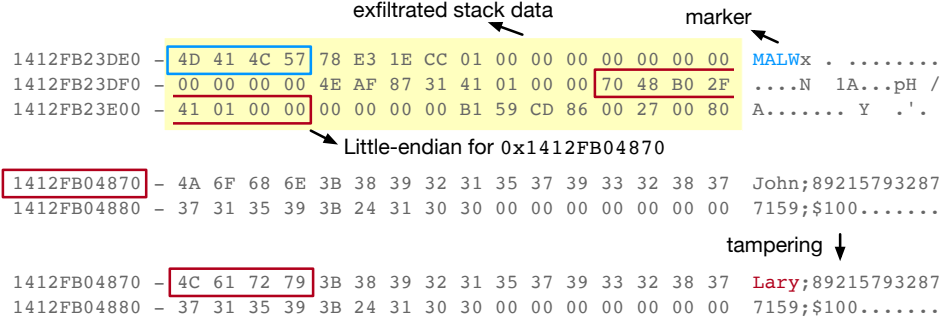 exfiltrated stack data
marker
1412FB23DE0 - 4D 41 4C 57 78 E3 1E CC 01 00 00 00 00 00 00 00 MALWx . ........
1412FB23DF0 - 00 00 00 00 4E AF 87 31 41 01 00 00 70 48 B0 2F ....N 1A...pH /
1412FB23E00 - 41 01 00 00 00 00 00 00 B1 59 CD 86 00 27 00 80 A....... Y .'.
Little-endian for 0x1412FB04870
1412FB04870 - 4A 6F 68 6E 3B 38 39 32 31 35 37 39 33 32 38 37 John;89215793287
1412FB04880 - 37 31 35 39 3B 24 31 30 30 00 00 00 00 00 00 00 7159;$100.......
tampering
1412FB04870 - 4C 61 72 79 3B 38 39 32 31 35 37 39 33 32 38 37 Lary;89215793287
1412FB04880 - 37 31 35 39 3B 24 31 30 30 00 00 00 00 00 00 00 7159;$100.......